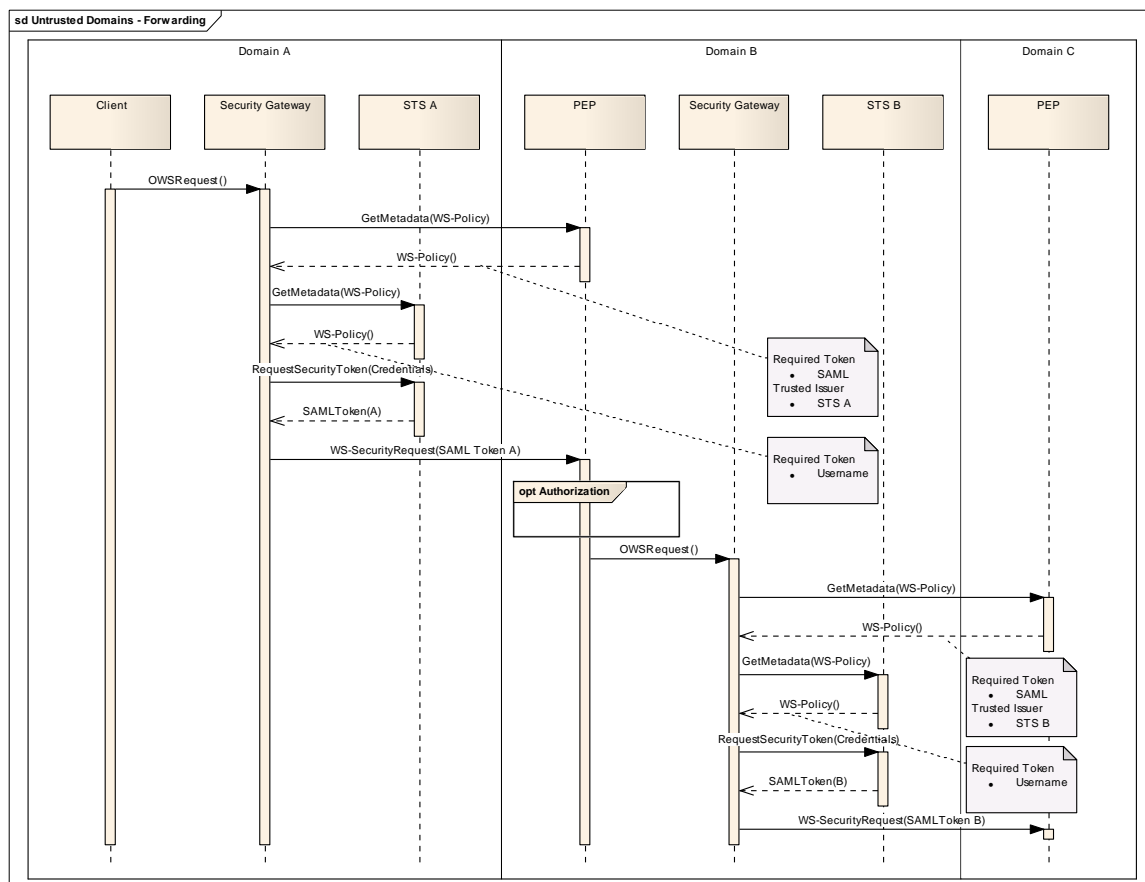 sd Untrusted Domains - Forwarding
Domain A
Domain B
Domain C
Client
Security Gateway
STS A
PEP
Security Gateway
STS B
PEP
OWSRequest()
GetMetadata(WS-Policy)
WS-Policy()
GetMetadata(WS-Policy)
WS-Policy()
Required Token
• SAML
Trusted Issuer
• STS A
RequestSecurityToken(Credentials)
SAMLToken(A)
WS-SecurityRequest(SAML Token A)
Required Token
• Username
opt Authorization
OWSRequest()
GetMetadata(WS-Policy)
WS-Policy()
GetMetadata(WS-Policy)
Required Token
• SAML
Trusted Issuer
• STS B
WS-Policy()
RequestSecurityToken(Credentials)
Required Token
• Username
SAMLToken(B)
WS-SecurityRequest(SAMLToken B)